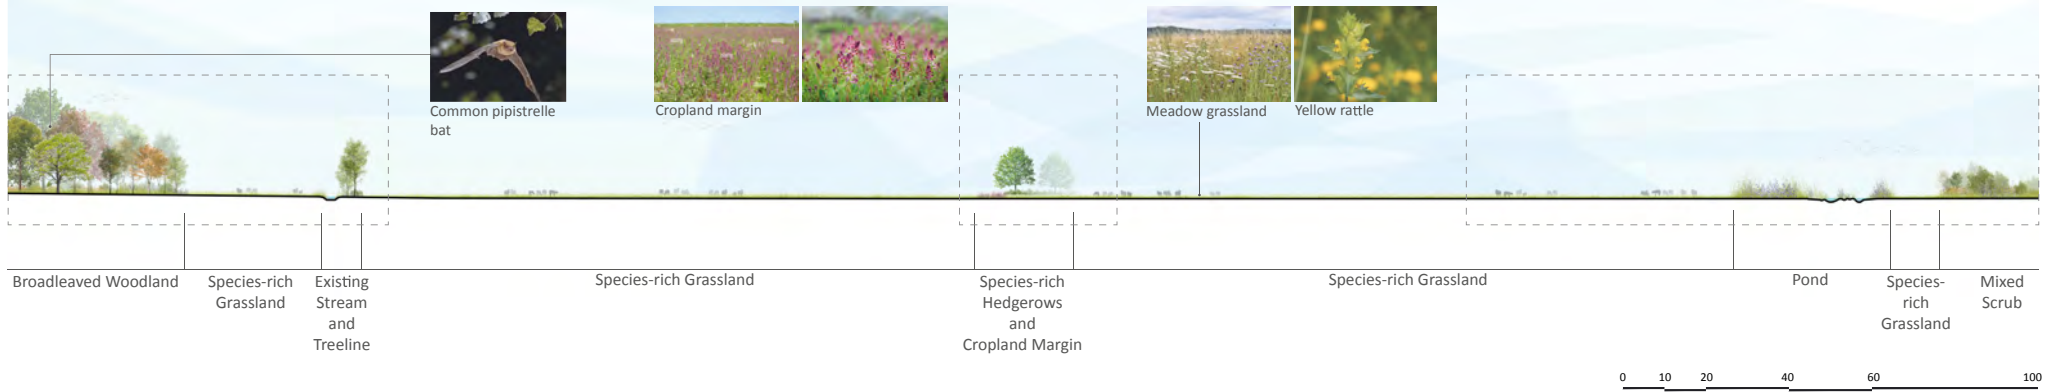 Common pipistrelle
bat
Cropland margin
Meadow grassland
Yellow rattle
Broadleaved Woodland
Species-rich
Grassland
Existing
Stream
and
Treeline
Species-rich Grassland
Species-rich
Hedgerows
and
Cropland Margin
Species-rich Grassland
Pond
Species-
rich
Grassland
Mixed
Scrub
0 10 20 40 60 100